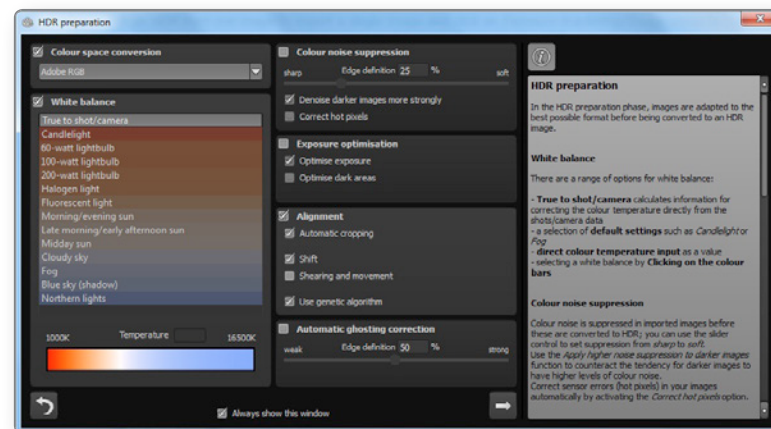 HDR preparation
Colour space conversion
Adobe RGB
White balance
True to shot/camera
Candlelight
60-watt lightbulb
100-watt lightbulb
200-watt lightbulb
Halogen light
Fluorescent light
Morning/evening sun
Late morning/early afternoon sun
Midday sun
Cloudy sky
Fog
Blue sky (shadow)
Northern lights
1000K Temperature 16500K
Colour noise suppression
sharp Edge definition 25 % soft
Denoise darker images more strongly
Correct hot pixels
Exposure optimisation
Optimise exposure
Optimise dark areas
Alignment
Automatic cropping
Shift
Shearing and movement
Use genetic algorithm
Automatic ghosting correction
weak Edge definition 50 % strong
Always show this window
HDR preparation
In the HDR preparation phase, images are adapted to the
best possible format before being converted to an HDR
image.
White balance
There are a range of options for white balance:
- True to shot/camera calculates information for
correcting the colour temperature directly from the
shots/camera data
- a selection of default settings such as Candlelight or
Fog
- direct colour temperature input as a value
- selecting a white balance by Clicking on the colour
bars
Colour noise suppression
Colour noise is suppressed in imported images before
these are converted to HDR; you can use the slider
control to set suppression from sharp to soft.
Use the Apply higher noise suppression to darker images
function to counteract the tendency for darker images to
have higher levels of colour noise.
Correct sensor errors (hot pixels) in your images
automatically by activating the Correct hot pixels option.